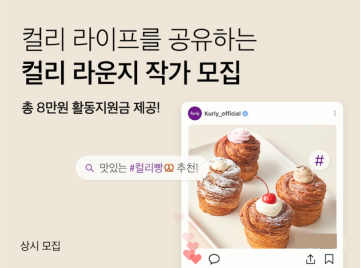 컬리 라이프를 공유하는
컬리 라운지 작가 모집
총 8만원 활동지원금 제공!
Kurly
Kurly_official
#
맛있는 #컬리빵🥨 추천!
상시 모집